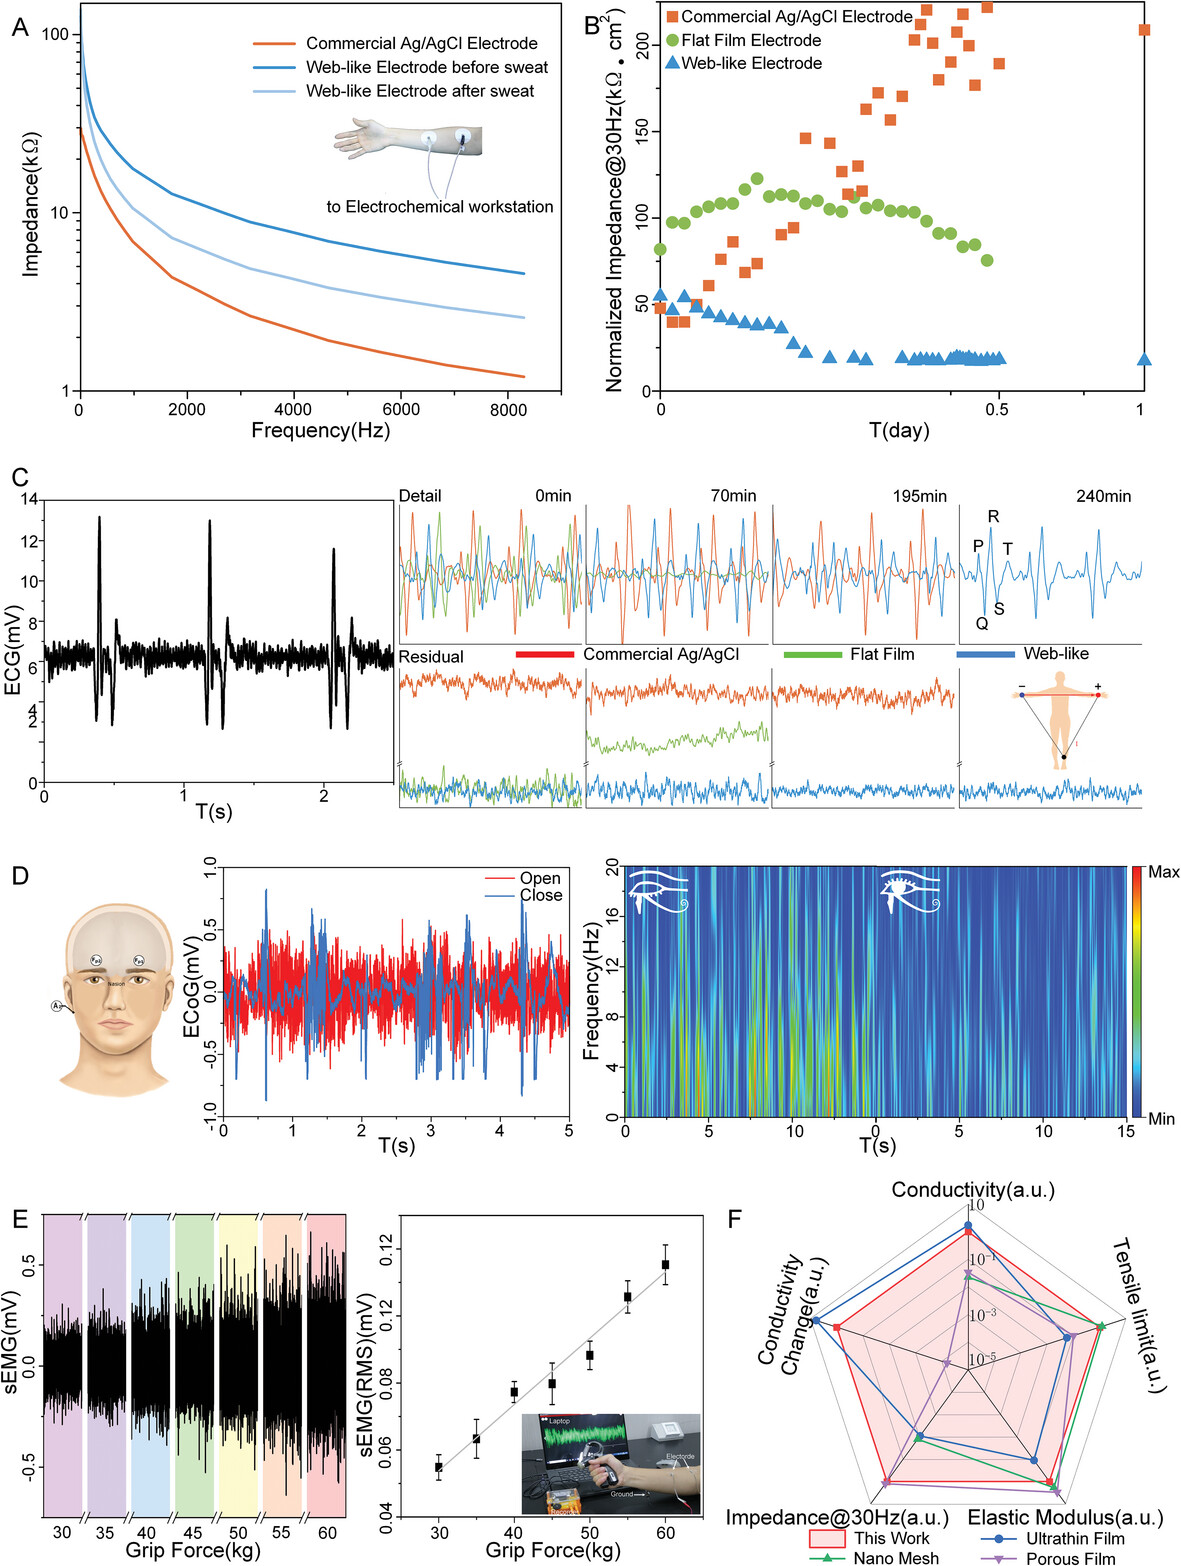 A
100
10
1
Impedance(kΩ)
Commercial Ag/AgCl Electrode
Web-like Electrode before sweat
Web-like Electrode after sweat
to Electrochemical workstation
0 2000 4000 6000 8000
Frequency(Hz)
B
Normalized Impedance@30Hz(kΩ • cm²)
200
150
100
50
0
Commercial Ag/AgCl Electrode
Flat Film Electrode
Web-like Electrode
0 0.5 1
T(day)
C
ECG(mV)
14
12
10
8
6
4
2
0
0 1 2
T(s)
Detail 0min 70min 195min 240min
R
P T
S
Q
Residual Commercial Ag/AgCl Flat Film Web-like
− +
I
D
Nasion
ECoG(mV)
1.0
0.5
0.0
-0.5
-1.0
Open
Close
0 1 2 3 4 5
T(s)
Frequency(Hz)
20
16
12
8
4
0
0 5 10 0 5 10 15
T(s)
Max
Min
E
sEMG(mV)
0.5
0.0
-0.5
30 35 40 45 50 55 60
Grip Force(kg)
sEMG(RMS)(mV)
0.12
0.12
0.08
0.06
0.04
Laptop
Electorde
Ground
30 40 50 60
Grip Force(kg)
F
Conductivity(a.u.)
Tensile limit(a.u.)
Conductivity
Change(a.u.)
10
10⁻¹
10⁻³
10⁻⁵
Impedance@30Hz(a.u.) Elastic Modulus(a.u.)
This Work Ultrathin Film
Nano Mesh Porous Film